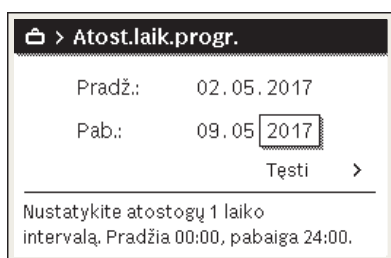 > Atost.laik.progr.
Pradž.: 02.05.2017
Pab.: 09.05 2017
Tęsti >
Nustatykite atostogų 1 laiko
intervalą. Pradžia 00:00, pabaiga 24:00.